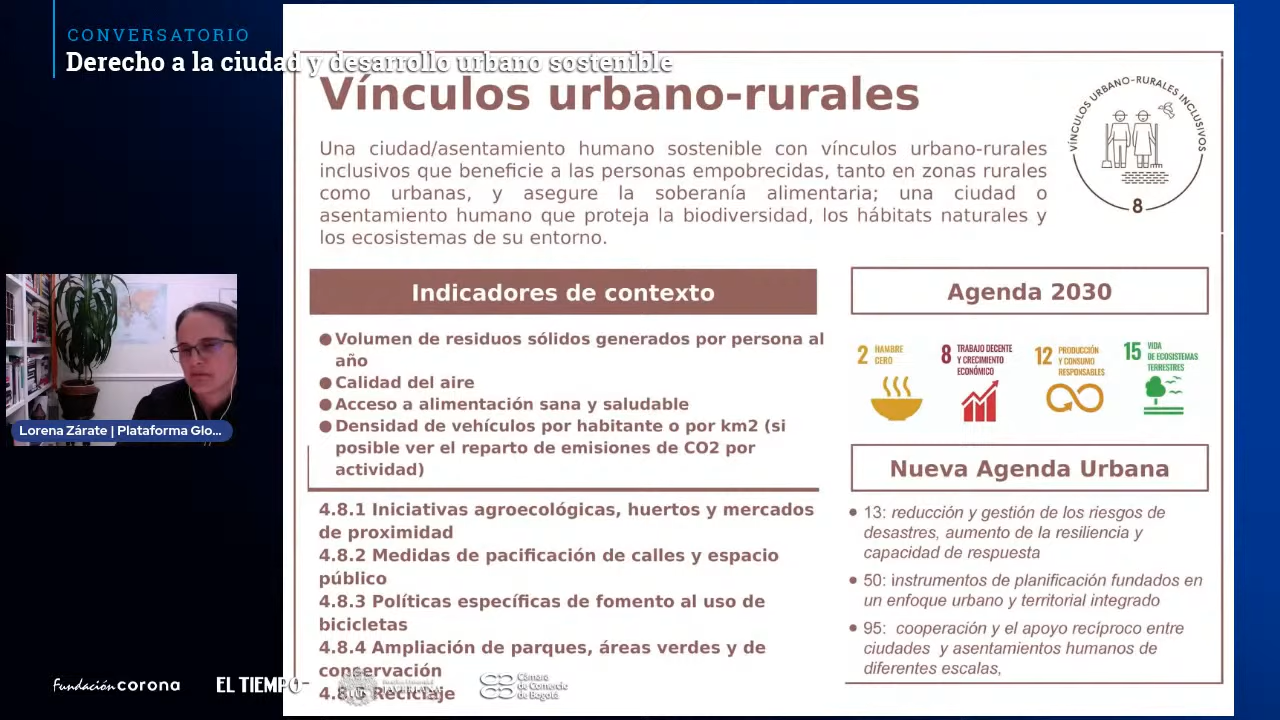 CONVERSATORIO
Derecho a la ciudad y desarrollo urbano sostenible
Vínculos urbano-rurales
Una ciudad/asentamiento humano sostenible con vínculos urbano-rurales
inclusivos que beneficie a las personas empobrecidas, tanto en zonas rurales
como urbanas, y asegure la soberanía alimentaria; una ciudad o
asentamiento humano que proteja la biodiversidad, los hábitats naturales y
los ecosistemas de su entorno.
VÍNCULOS URBANO-RURALES INCLUSIVOS
8
Indicadores de contexto
● Volumen de residuos sólidos generados por persona al
año
● Calidad del aire
● Acceso a alimentación sana y saludable
● Densidad de vehículos por habitante o por km2 (si
posible ver el reparto de emisiones de CO2 por
actividad)
4.8.1 Iniciativas agroecológicas, huertos y mercados
de proximidad
4.8.2 Medidas de pacificación de calles y espacio
público
4.8.3 Políticas específicas de fomento al uso de
bicicletas
4.8.4 Ampliación de parques, áreas verdes y de
conservación
4.8.5 Reciclaje
Agenda 2030
2 HAMBRE
CERO
8 TRABAJO DECENTE
Y CRECIMIENTO
ECONÓMICO
12 PRODUCCIÓN
Y CONSUMO
RESPONSABLES
15 VIDA
DE ECOSISTEMAS
TERRESTRES
Nueva Agenda Urbana
● 13: reducción y gestión de los riesgos de
desastres, aumento de la resiliencia y
capacidad de respuesta
● 50: instrumentos de planificación fundados en
un enfoque urbano y territorial integrado
● 95: cooperación y el apoyo recíproco entre
ciudades y asentamientos humanos de
diferentes escalas,
Lorena Zárate | Plataforma Glo...
Fundación corona
EL TIEMPO
Cámara
de Comercio
de Bogotá